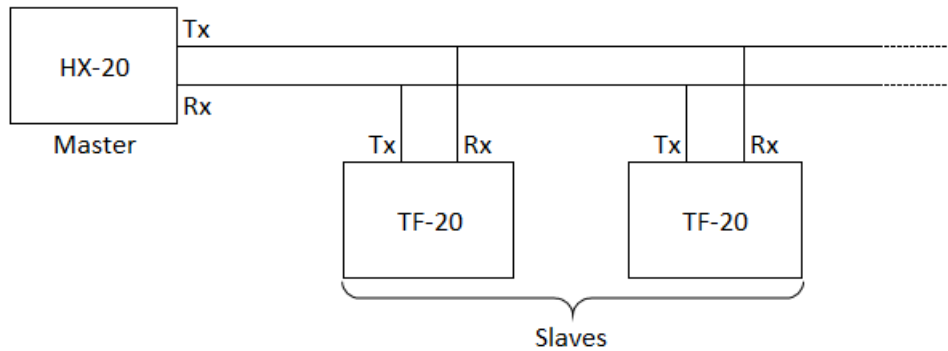 Tx
HX-20
Rx
Master
Tx Rx Tx Rx
TF-20 TF-20
Slaves